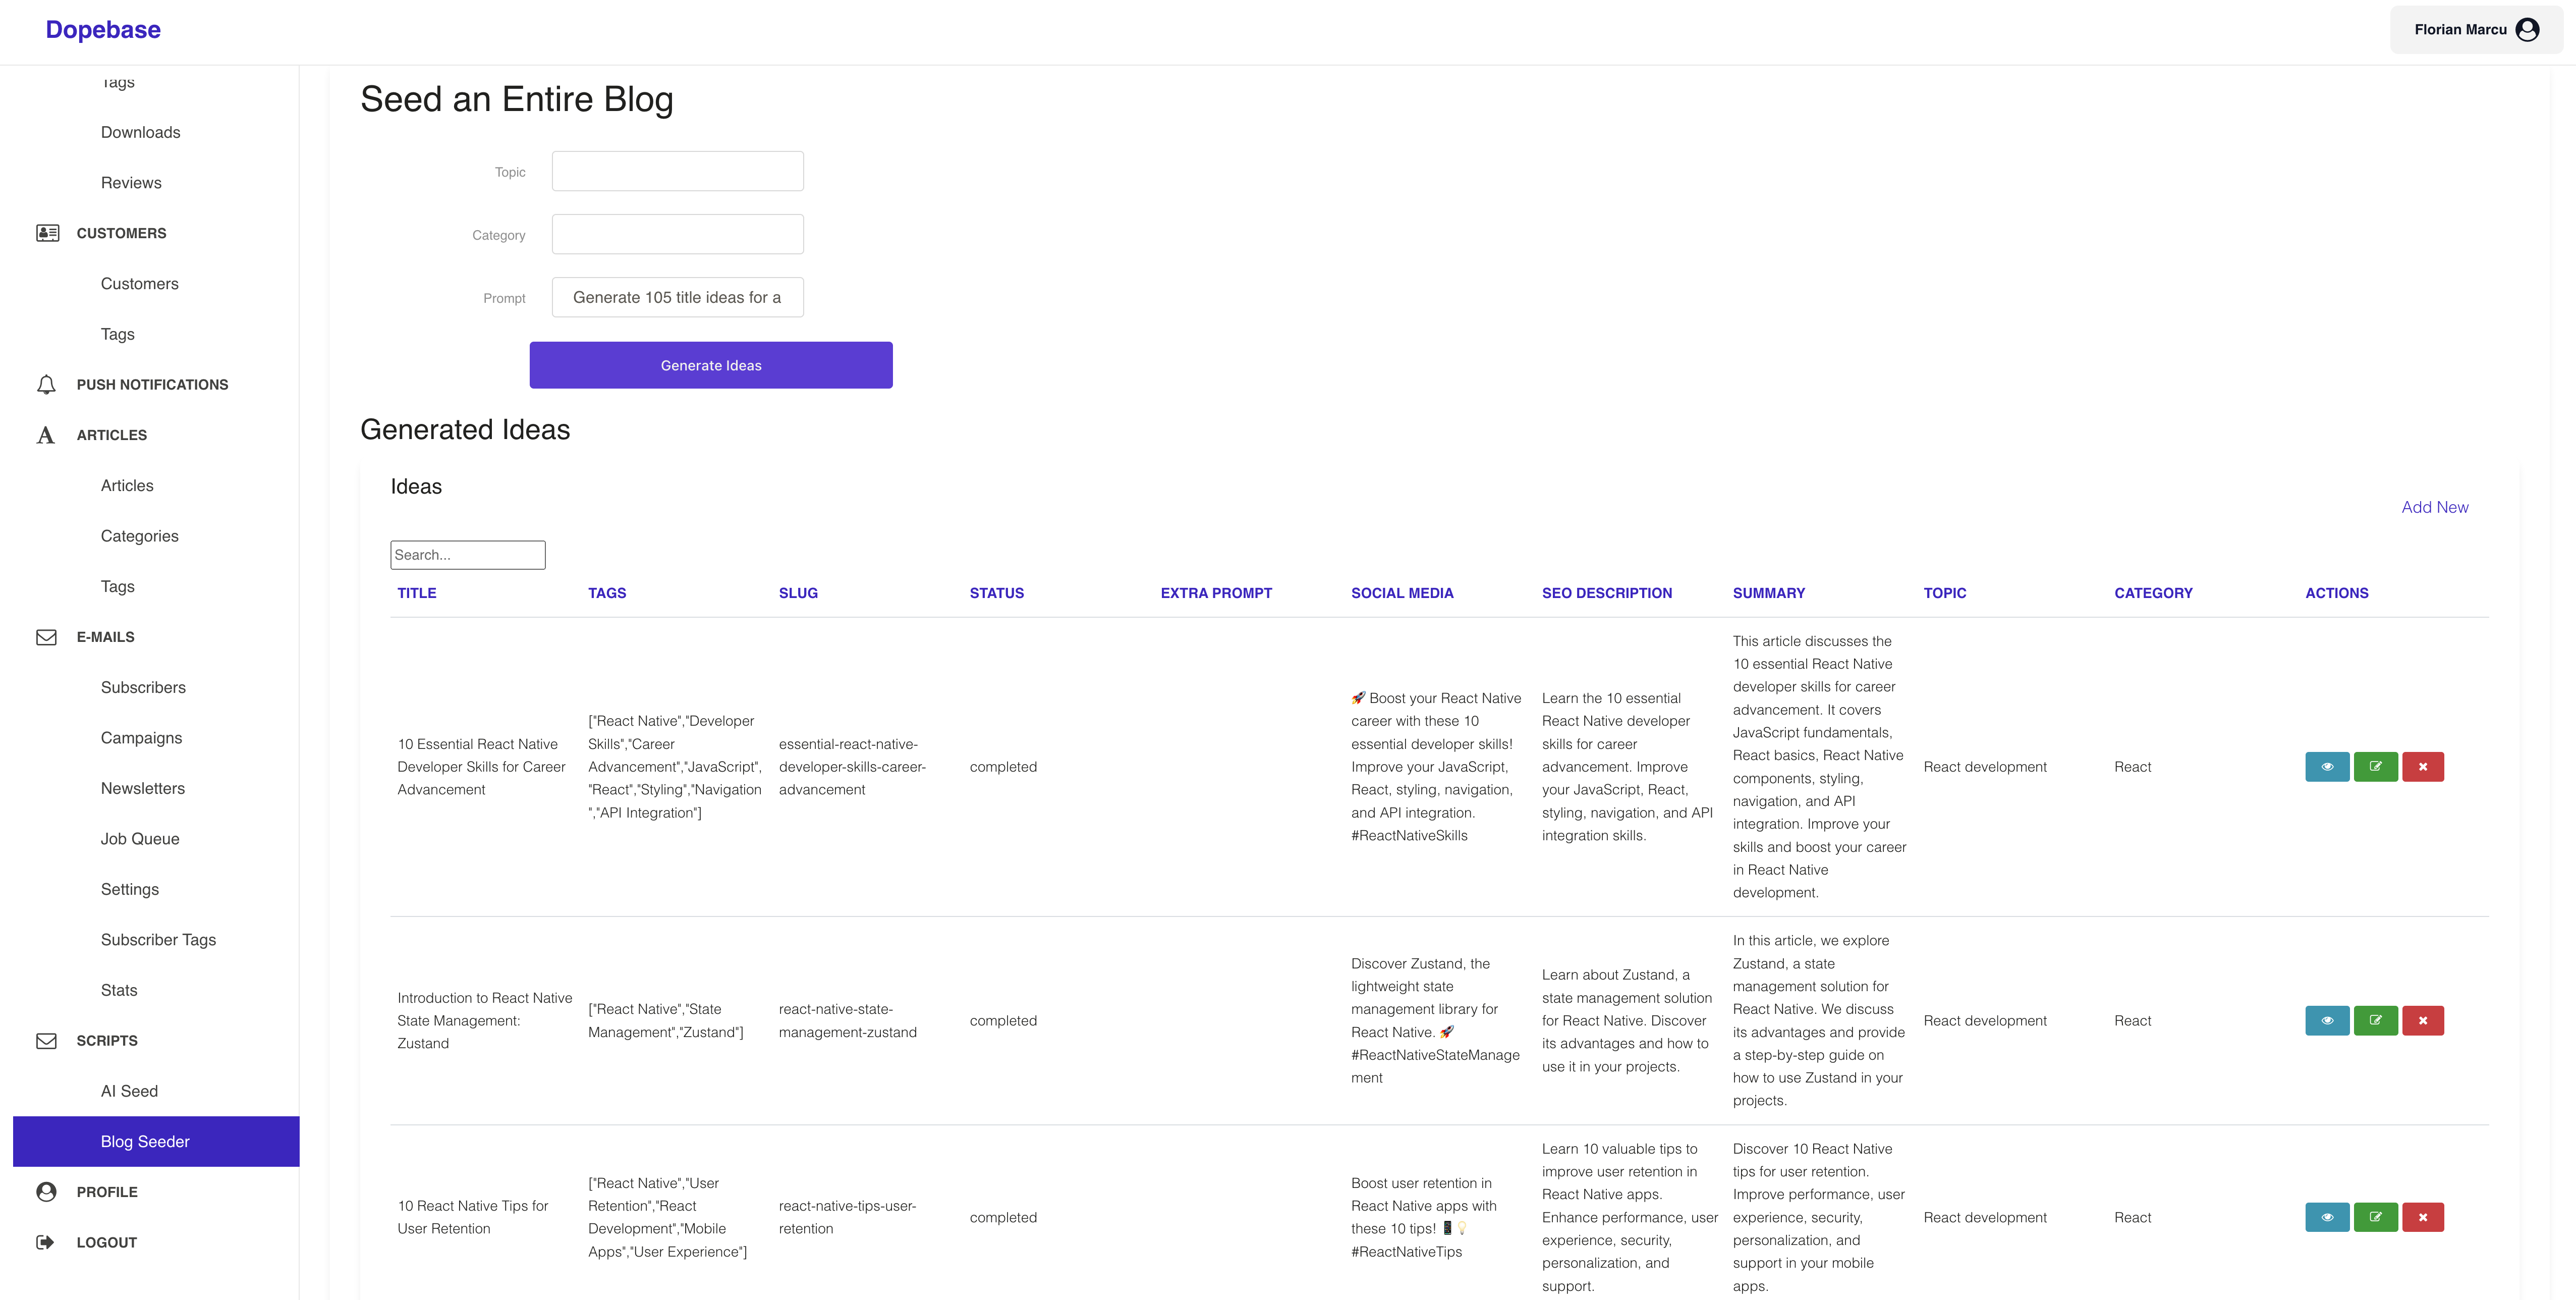 Dopebase
Florian Marcu
Tags
Downloads
Reviews
CUSTOMERS
Customers
Tags
PUSH NOTIFICATIONS
ARTICLES
Articles
Categories
Tags
E-MAILS
Subscribers
Campaigns
Newsletters
Job Queue
Settings
Subscriber Tags
Stats
SCRIPTS
AI Seed
Blog Seeder
PROFILE
LOGOUT
Seed an Entire Blog
Topic
Category
Prompt
Generate 105 title ideas for a
Generate Ideas
Generated Ideas
Ideas
Add New
Search...
TITLE TAGS SLUG STATUS EXTRA PROMPT SOCIAL MEDIA SEO DESCRIPTION SUMMARY TOPIC CATEGORY ACTIONS
10 Essential React Native
Developer Skills for Career
Advancement
["React Native","Developer
Skills","Career
Advancement","JavaScript",
"React","Styling","Navigation
","API Integration"]
essential-react-native-
developer-skills-career-
advancement
completed
🚀 Boost your React Native
career with these 10
essential developer skills!
Improve your JavaScript,
React, styling, navigation,
and API integration.
#ReactNativeSkills
Learn the 10 essential
React Native developer
skills for career
advancement. Improve
your JavaScript, React,
styling, navigation, and API
integration skills.
This article discusses the
10 essential React Native
developer skills for career
advancement. It covers
JavaScript fundamentals,
React basics, React Native
components, styling,
navigation, and API
integration. Improve your
skills and boost your career
in React Native
development.
React development
React
Introduction to React Native
State Management:
Zustand
["React Native","State
Management","Zustand"]
react-native-state-
management-zustand
completed
Discover Zustand, the
lightweight state
management library for
React Native. 🚀
#ReactNativeStateManage
ment
Learn about Zustand, a
state management solution
for React Native. Discover
its advantages and how to
use it in your projects.
In this article, we explore
Zustand, a state
management solution for
React Native. We discuss
its advantages and provide
a step-by-step guide on
how to use Zustand in your
projects.
React development
React
10 React Native Tips for
User Retention
["React Native","User
Retention","React
Development","Mobile
Apps","User Experience"]
react-native-tips-user-
retention
completed
Boost user retention in
React Native apps with
these 10 tips! 📱💡
#ReactNativeTips
Learn 10 valuable tips to
improve user retention in
React Native apps.
Enhance performance, user
experience, security,
personalization, and
support.
Discover 10 React Native
tips for user retention.
Improve performance, user
experience, security,
personalization, and
support in your mobile
apps.
React development
React